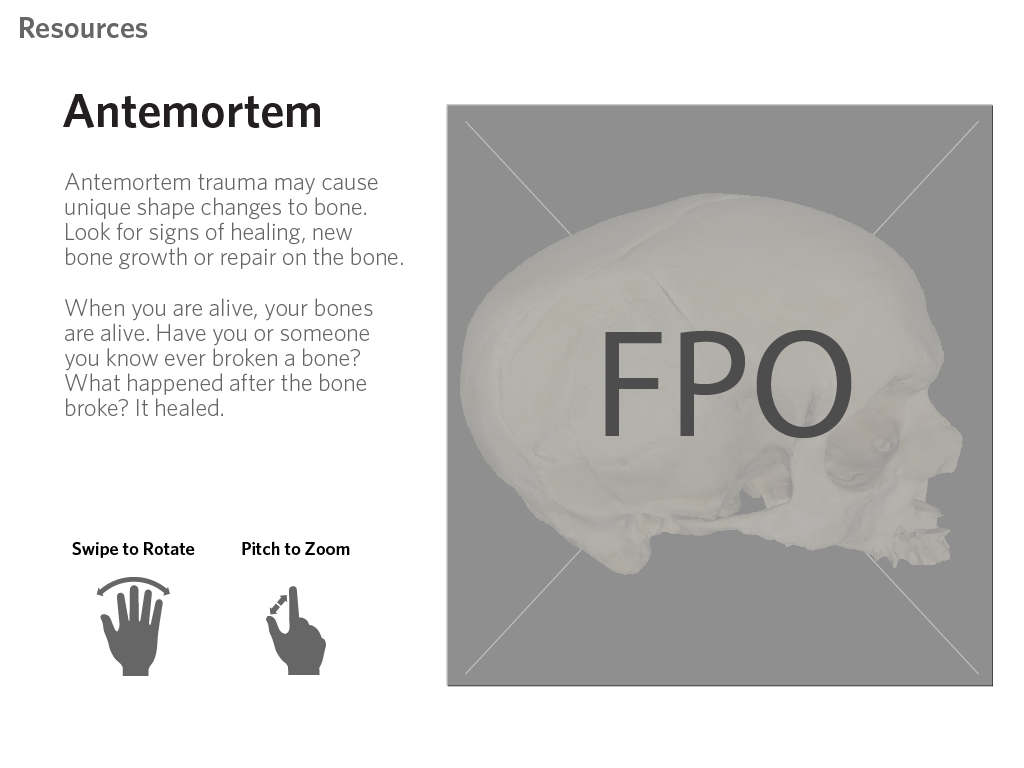 Resources
Antemortem
Antemortem trauma may cause
unique shape changes to bone.
Look for signs of healing, new
bone growth or repair on the bone.
When you are alive, your bones
are alive. Have you or someone
you know ever broken a bone?
What happened after the bone
broke? It healed.
Swipe to Rotate
Pitch to Zoom
FPO